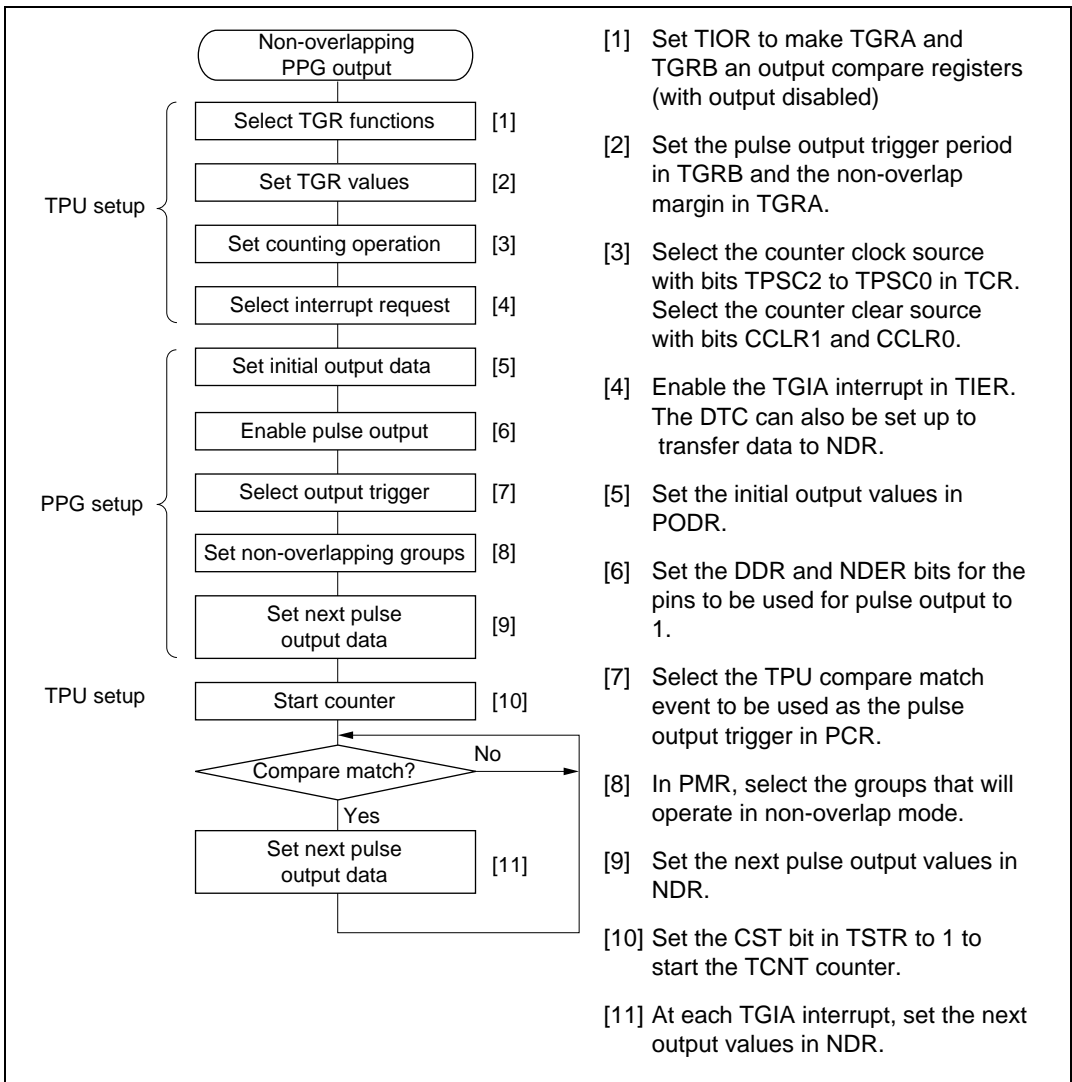 Non-overlapping
PPG output
TPU setup
Select TGR functions [1]
Set TGR values [2]
Set counting operation [3]
Select interrupt request [4]
PPG setup
Set initial output data [5]
Enable pulse output [6]
Select output trigger [7]
Set non-overlapping groups [8]
Set next pulse
output data
[9]
TPU setup
Start counter [10]
Compare match?
No
Yes
Set next pulse
output data
[11]
[1] Set TIOR to make TGRA and
TGRB an output compare registers
(with output disabled)
[2] Set the pulse output trigger period
in TGRB and the non-overlap
margin in TGRA.
[3] Select the counter clock source
with bits TPSC2 to TPSC0 in TCR.
Select the counter clear source
with bits CCLR1 and CCLR0.
[4] Enable the TGIA interrupt in TIER.
The DTC can also be set up to
transfer data to NDR.
[5] Set the initial output values in
PODR.
[6] Set the DDR and NDER bits for the
pins to be used for pulse output to
1.
[7] Select the TPU compare match
event to be used as the pulse
output trigger in PCR.
[8] In PMR, select the groups that will
operate in non-overlap mode.
[9] Set the next pulse output values in
NDR.
[10] Set the CST bit in TSTR to 1 to
start the TCNT counter.
[11] At each TGIA interrupt, set the next
output values in NDR.